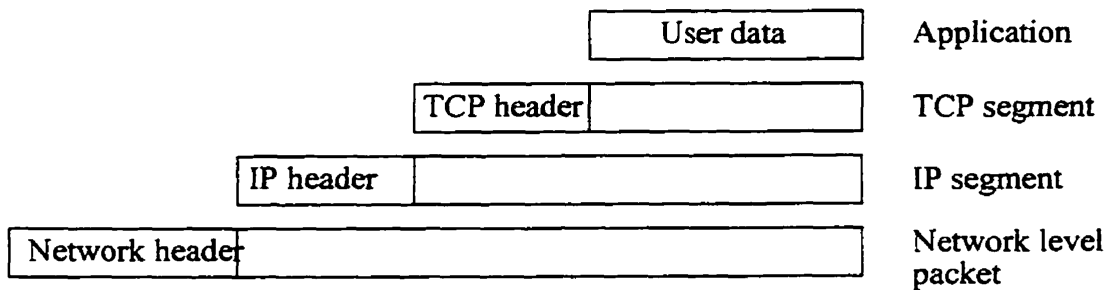 User data Application
TCP header TCP segment
IP header IP segment
Network header Network level
packet